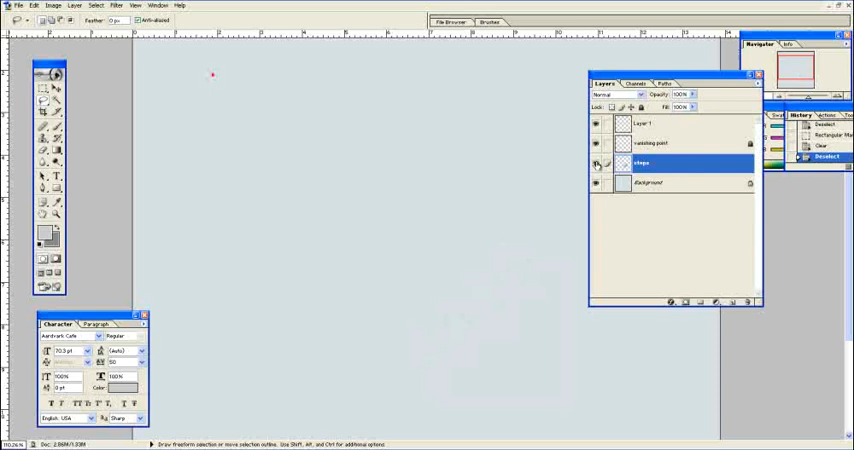 File Edit Image Layer Select Filter View Window Help
Feather: 0 px Anti-aliased File Browser Brushes
Navigator Info
Layers Channels Paths
Normal Opacity: 100%
Lock: Fill: 100%
Layer 1
vanishing point
steps
Background
History Actions
Deselect
Rectangular Ma
Clear
Deselect
Character Paragraph
Aardvark Cafe Regular
70.3 pt (Auto)
50
100% 100%
0 pt Color:
English: USA Sharp
110.26% Doc: 2.86M/1.33M Draw freeform selection or move selection outline. Use Shift, Alt, and Ctrl for additional options.